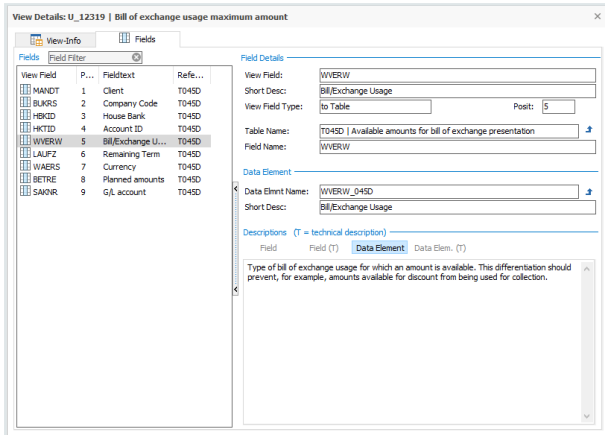 View Details: U_12319 | Bill of exchange usage maximum amount
View-Info Fields
Fields Field Filter
View Field P... Fieldtext Refe...
MANDT 1 Client T045D
BUKRS 2 Company Code T045D
HBKID 3 House Bank T045D
HKTID 4 Account ID T045D
WVERW 5 Bill/Exchange U... T045D
LAUFZ 6 Remaining Term T045D
WAERS 7 Currency T045D
BETRE 8 Planned amounts T045D
SAKNR 9 G/L account T045D
Field Details
View Field: WVERW
Short Desc: Bill/Exchange Usage
View Field Type: to Table Posit: 5
Table Name: T045D | Available amounts for bill of exchange presentation
Field Name: WVERW
Data Element
Data Elmnt Name: WVERW_045D
Short Desc: Bill/Exchange Usage
Descriptions (T = technical description)
Field Field (T) Data Element Data Elem. (T)
Type of bill of exchange usage for which an amount is available. This differentiation should
prevent, for example, amounts available for discount from being used for collection.